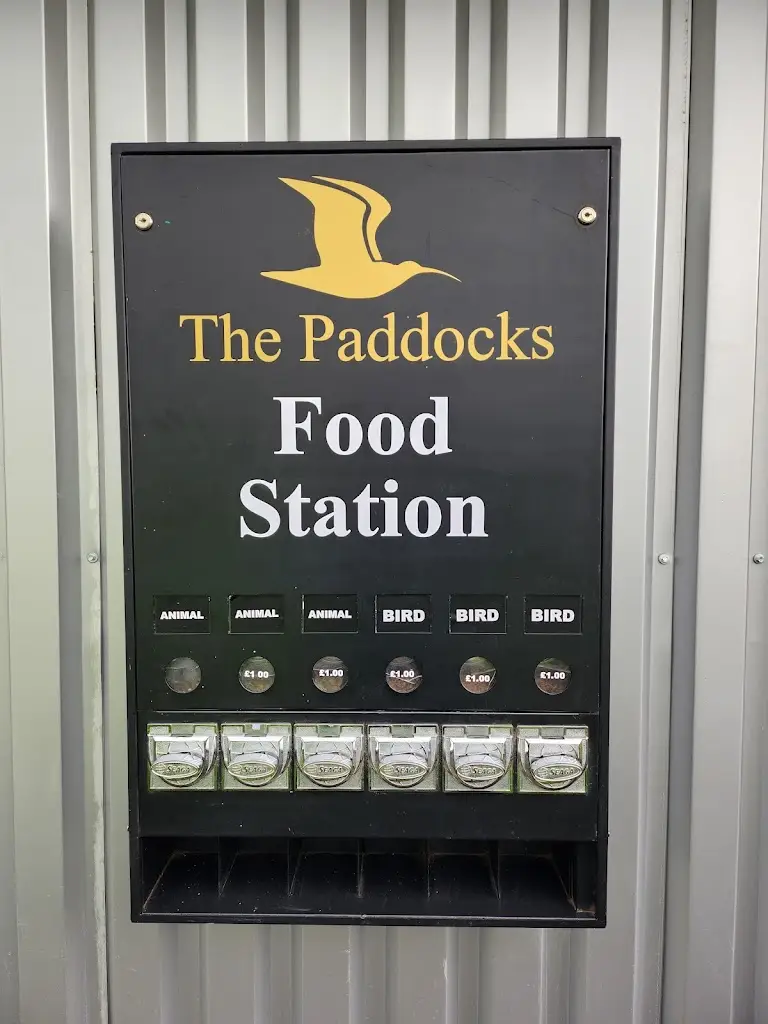 The Paddocks
Food
Station
ANIMAL ANIMAL ANIMAL BIRD BIRD BIRD
£1.00 £1.00 £1.00 £1.00 £1.00